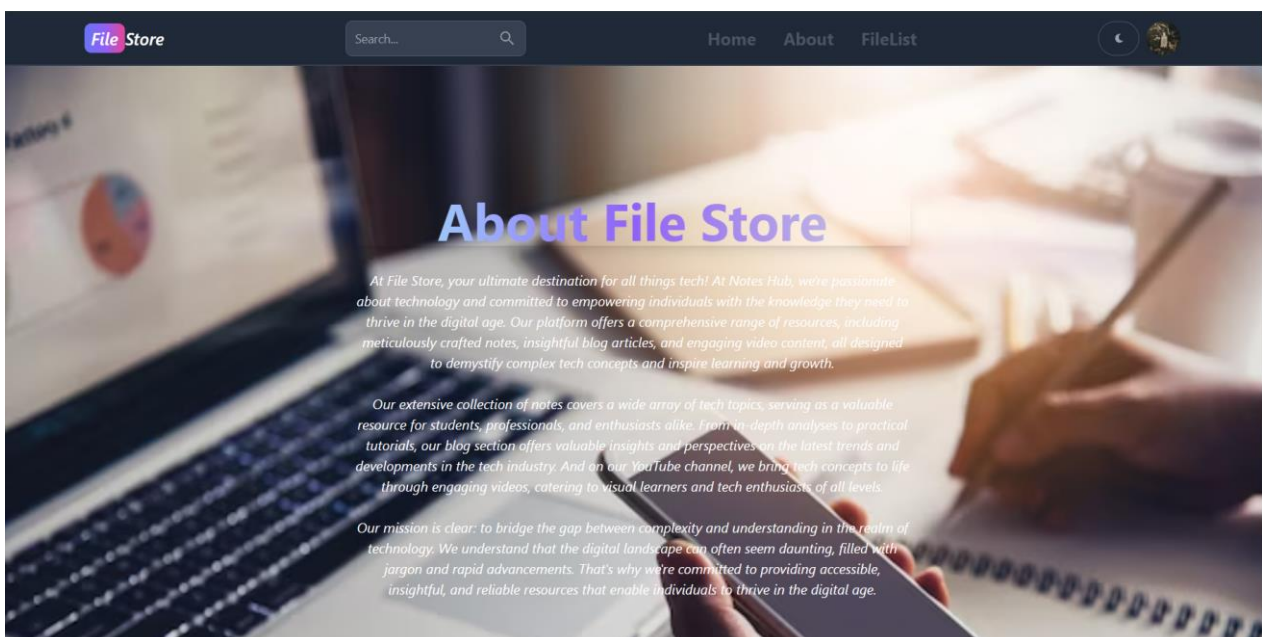 File Store
Search...
Home About FileList
Factory 4
About File Store
At File Store, your ultimate destination for all things tech! At Notes Hub, we're passionate
about technology and committed to empowering individuals with the knowledge they need to
thrive in the digital age. Our platform offers a comprehensive range of resources, including
meticulously crafted notes, insightful blog articles, and engaging video content, all designed
to demystify complex tech concepts and inspire learning and growth.
Our extensive collection of notes covers a wide array of tech topics, serving as a valuable
resource for students, professionals, and enthusiasts alike. From in-depth analyses to practical
tutorials, our blog section offers valuable insights and perspectives on the latest trends and
developments in the tech industry. And on our YouTube channel, we bring tech concepts to life
through engaging videos, catering to visual learners and tech enthusiasts of all levels.
Our mission is clear: to bridge the gap between complexity and understanding in the realm of
technology. We understand that the digital landscape can often seem daunting, filled with
jargon and rapid advancements. That's why we're committed to providing accessible,
insightful, and reliable resources that enable individuals to thrive in the digital age.